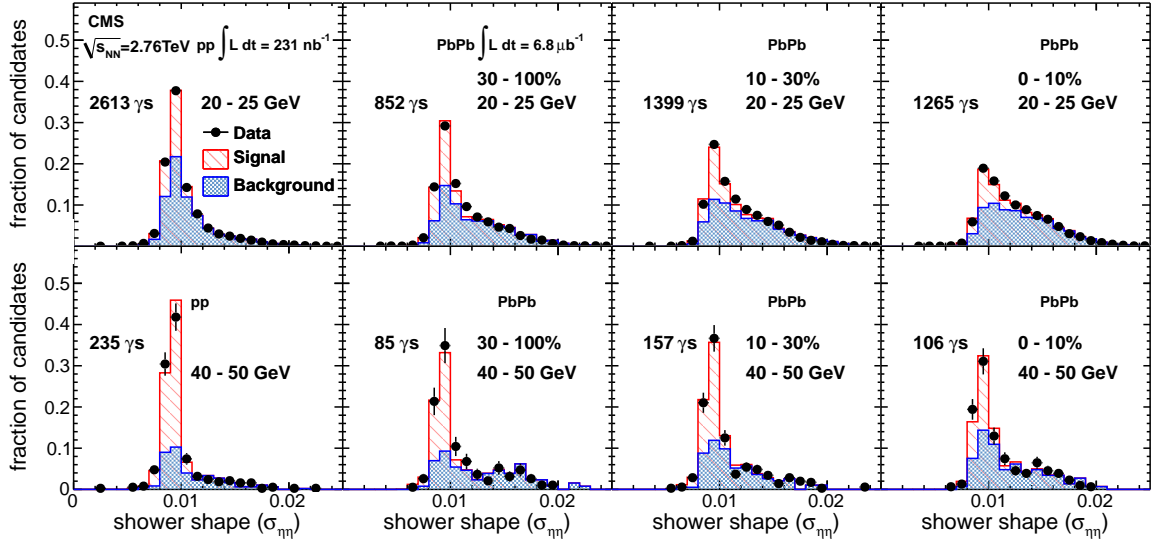 CMS
√s_NN=2.76TeV pp ∫ L dt = 231 nb⁻¹
2613 γs 20 - 25 GeV
Data
Signal
Background
PbPb ∫ L dt = 6.8 μb⁻¹
30 - 100%
852 γs 20 - 25 GeV
PbPb
10 - 30%
1399 γs 20 - 25 GeV
PbPb
0 - 10%
1265 γs 20 - 25 GeV
fraction of candidates
0.5
0.4
0.3
0.2
0.1
pp
235 γs
40 - 50 GeV
PbPb
85 γs 30 - 100%
40 - 50 GeV
PbPb
157 γs 10 - 30%
40 - 50 GeV
PbPb
106 γs 0 - 10%
40 - 50 GeV
fraction of candidates
0.5
0.4
0.3
0.2
0.1
0
0 0.01 0.02
0.01 0.02
0.01 0.02
0.01 0.02
shower shape (σ_ηη)
shower shape (σ_ηη)
shower shape (σ_ηη)
shower shape (σ_ηη)